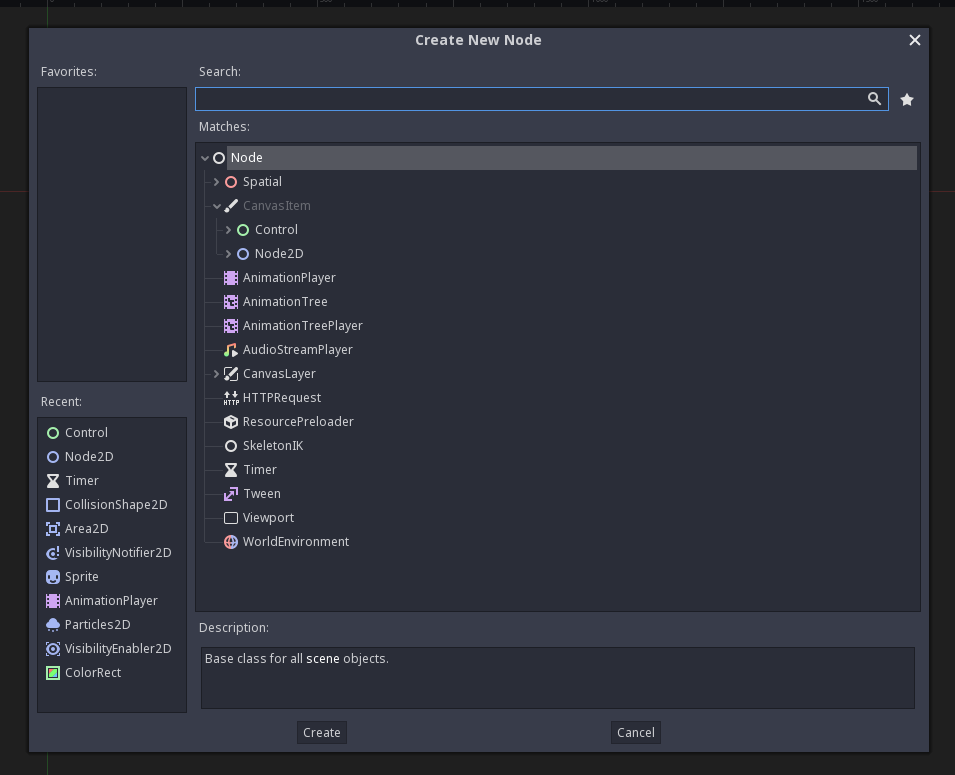 Create New Node
Favorites:
Search:
Matches:
Node
Spatial
CanvasItem
Control
Node2D
AnimationPlayer
AnimationTree
AnimationTreePlayer
AudioStreamPlayer
CanvasLayer
HTTP
HTTPRequest
ResourcePreloader
SkeletonIK
Timer
Tween
Viewport
WorldEnvironment
Recent:
Control
Node2D
Timer
CollisionShape2D
Area2D
VisibilityNotifier2D
Sprite
AnimationPlayer
Particles2D
VisibilityEnabler2D
ColorRect
Description:
Base class for all scene objects.
Create
Cancel